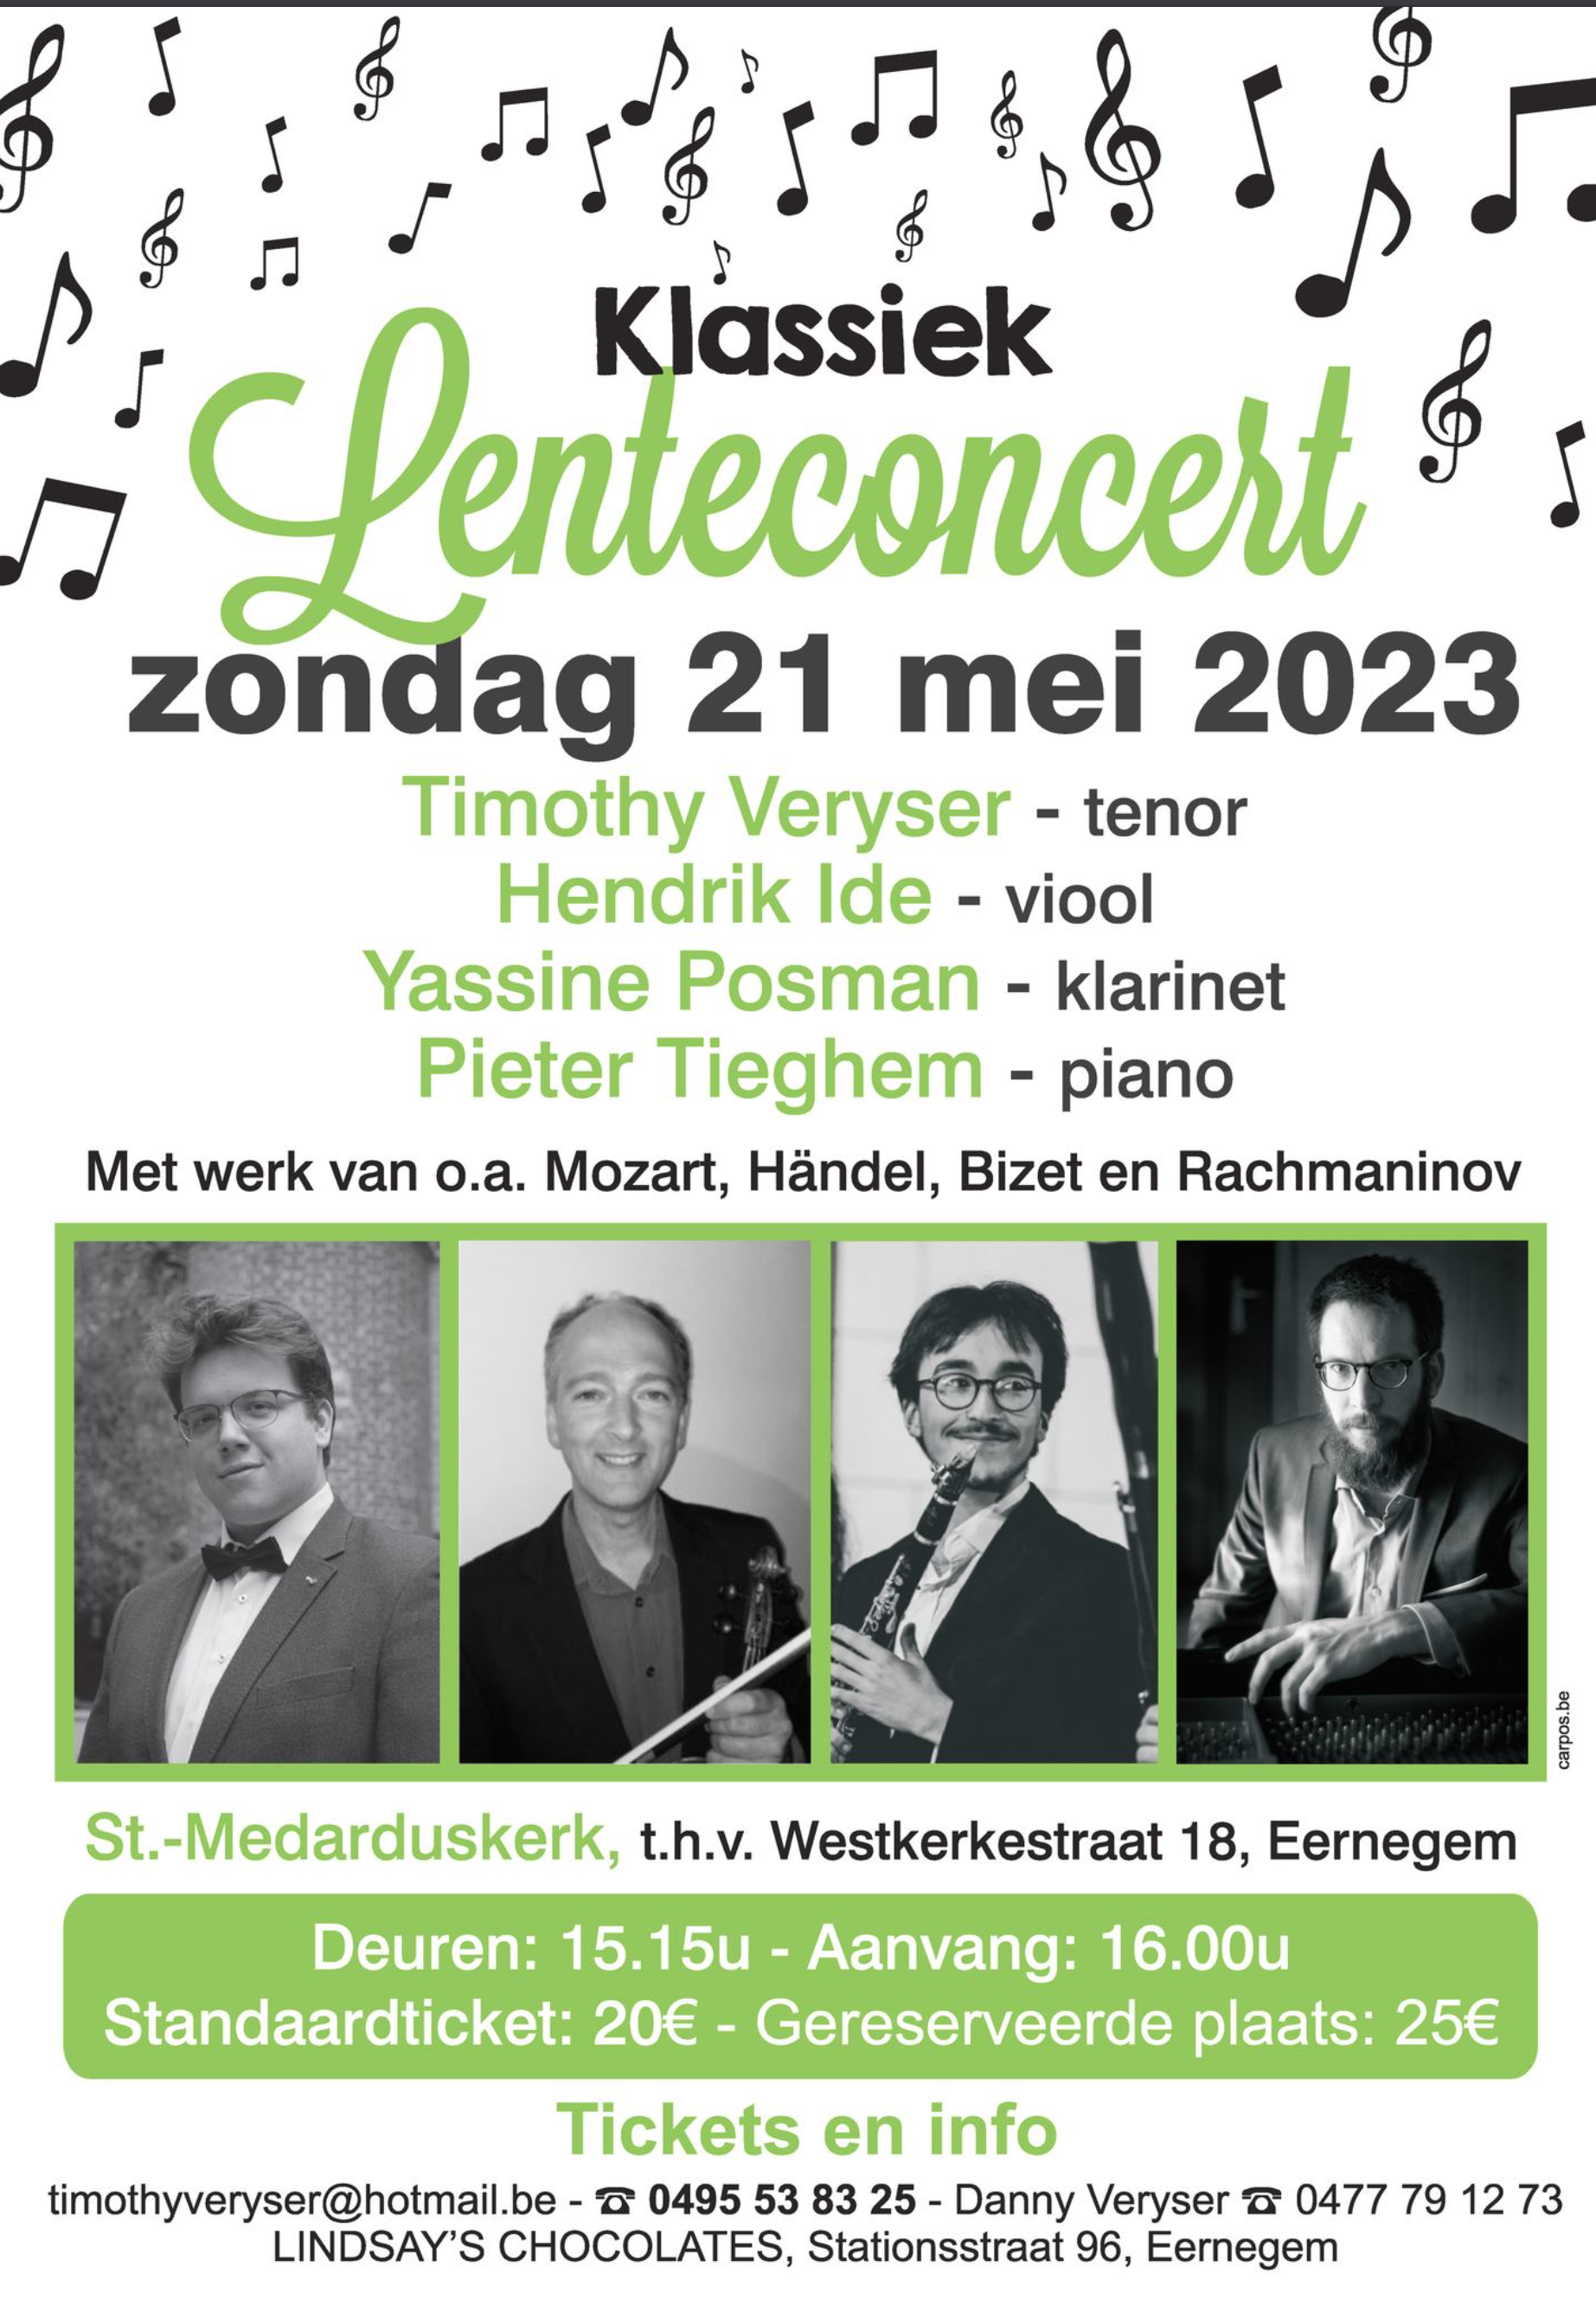 Klassiek
Lenteconcert
zondag 21 mei 2023
Timothy Veryser - tenor
Hendrik Ide - viool
Yassine Posman - klarinet
Pieter Tieghem - piano
Met werk van o.a. Mozart, Händel, Bizet en Rachmaninov
carpos.be
St.-Medarduskerk, t.h.v. Westkerkestraat 18, Eernegem
Deuren: 15.15u - Aanvang: 16.00u
Standaardticket: 20€ - Gereserveerde plaats: 25€
Tickets en info
timothyveryser@hotmail.be - ☎ 0495 53 83 25 - Danny Veryser ☎ 0477 79 12 73
LINDSAY'S CHOCOLATES, Stationsstraat 96, Eernegem